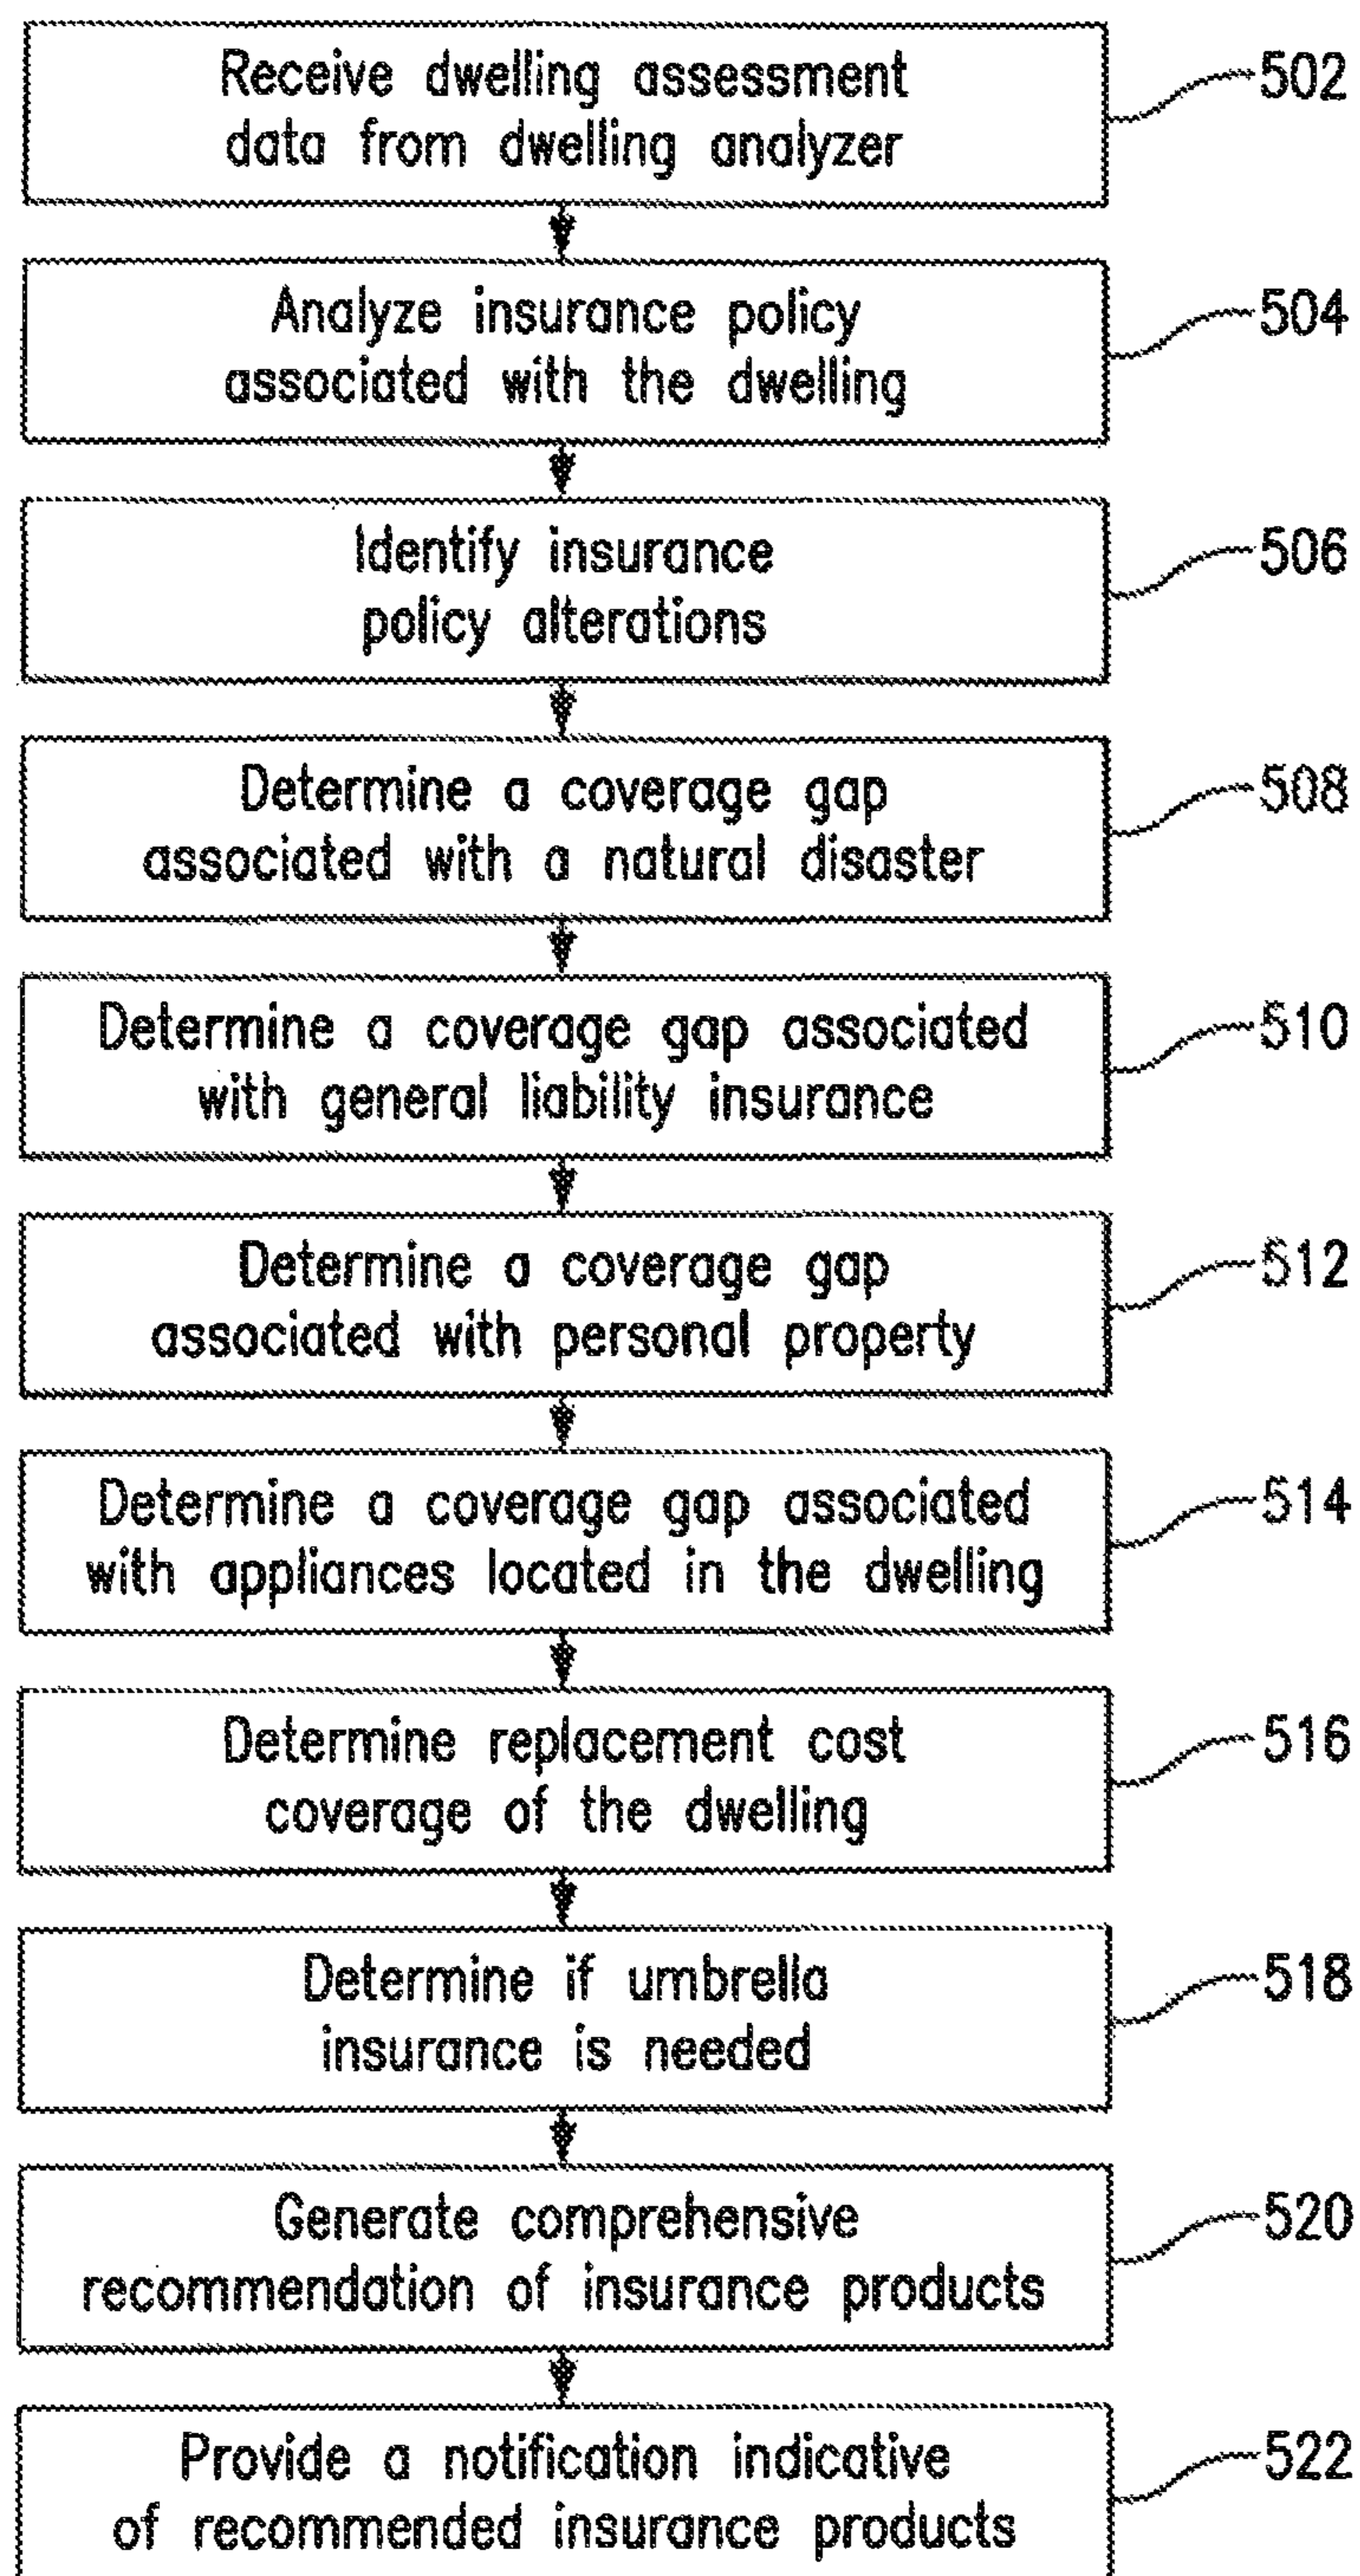 Receive dwelling assessment
data from dwelling analyzer
502
Analyze insurance policy
associated with the dwelling
504
Identify insurance
policy alterations
506
Determine a coverage gap
associated with a natural disaster
508
Determine a coverage gap associated
with general liability insurance
510
Determine a coverage gap
associated with personal property
512
Determine a coverage gap associated
with appliances located in the dwelling
514
Determine replacement cost
coverage of the dwelling
516
Determine if umbrella
insurance is needed
518
Generate comprehensive
recommendation of insurance products
520
Provide a notification indicative
of recommended insurance products
522